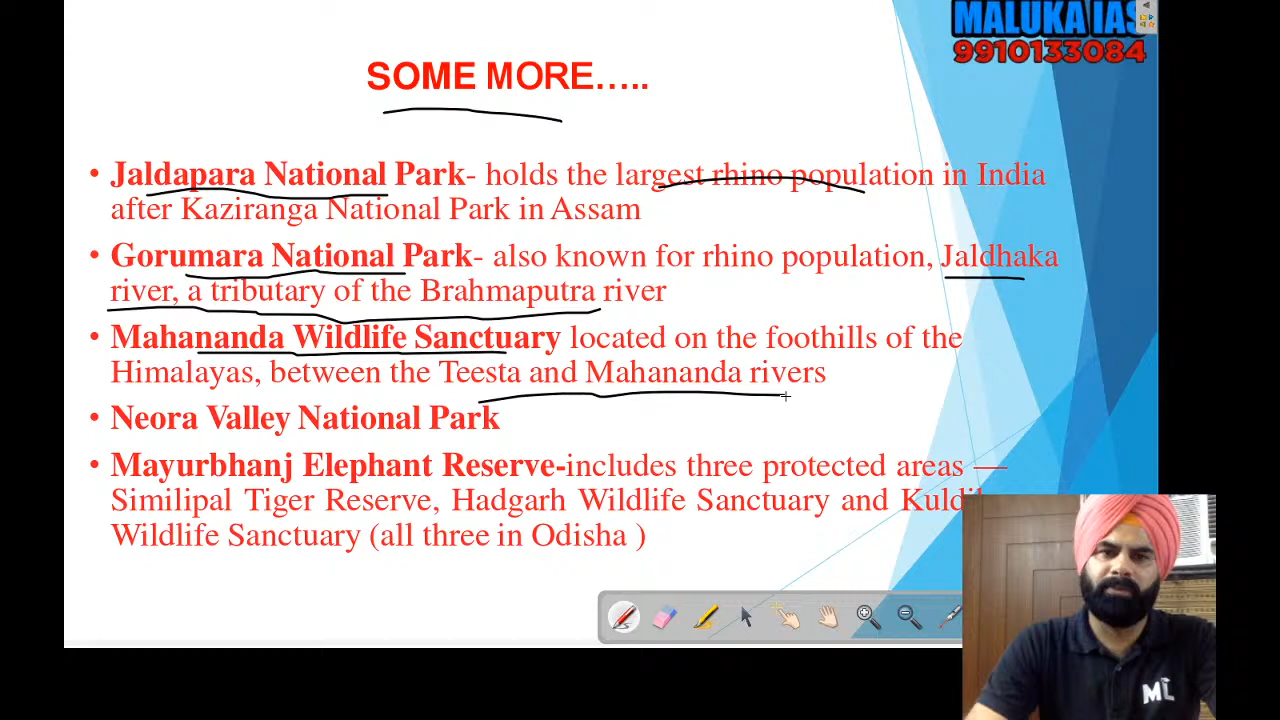 MALUKA IAS
9910133084
SOME MORE…..
• Jaldapara National Park- holds the largest rhino population in India
after Kaziranga National Park in Assam
• Gorumara National Park- also known for rhino population, Jaldhaka
river, a tributary of the Brahmaputra river
• Mahananda Wildlife Sanctuary located on the foothills of the
Himalayas, between the Teesta and Mahananda rivers
• Neora Valley National Park
• Mayurbhanj Elephant Reserve-includes three protected areas —
Similipal Tiger Reserve, Hadgarh Wildlife Sanctuary and
Wildlife Sanctuary (all three in Odisha )
ML